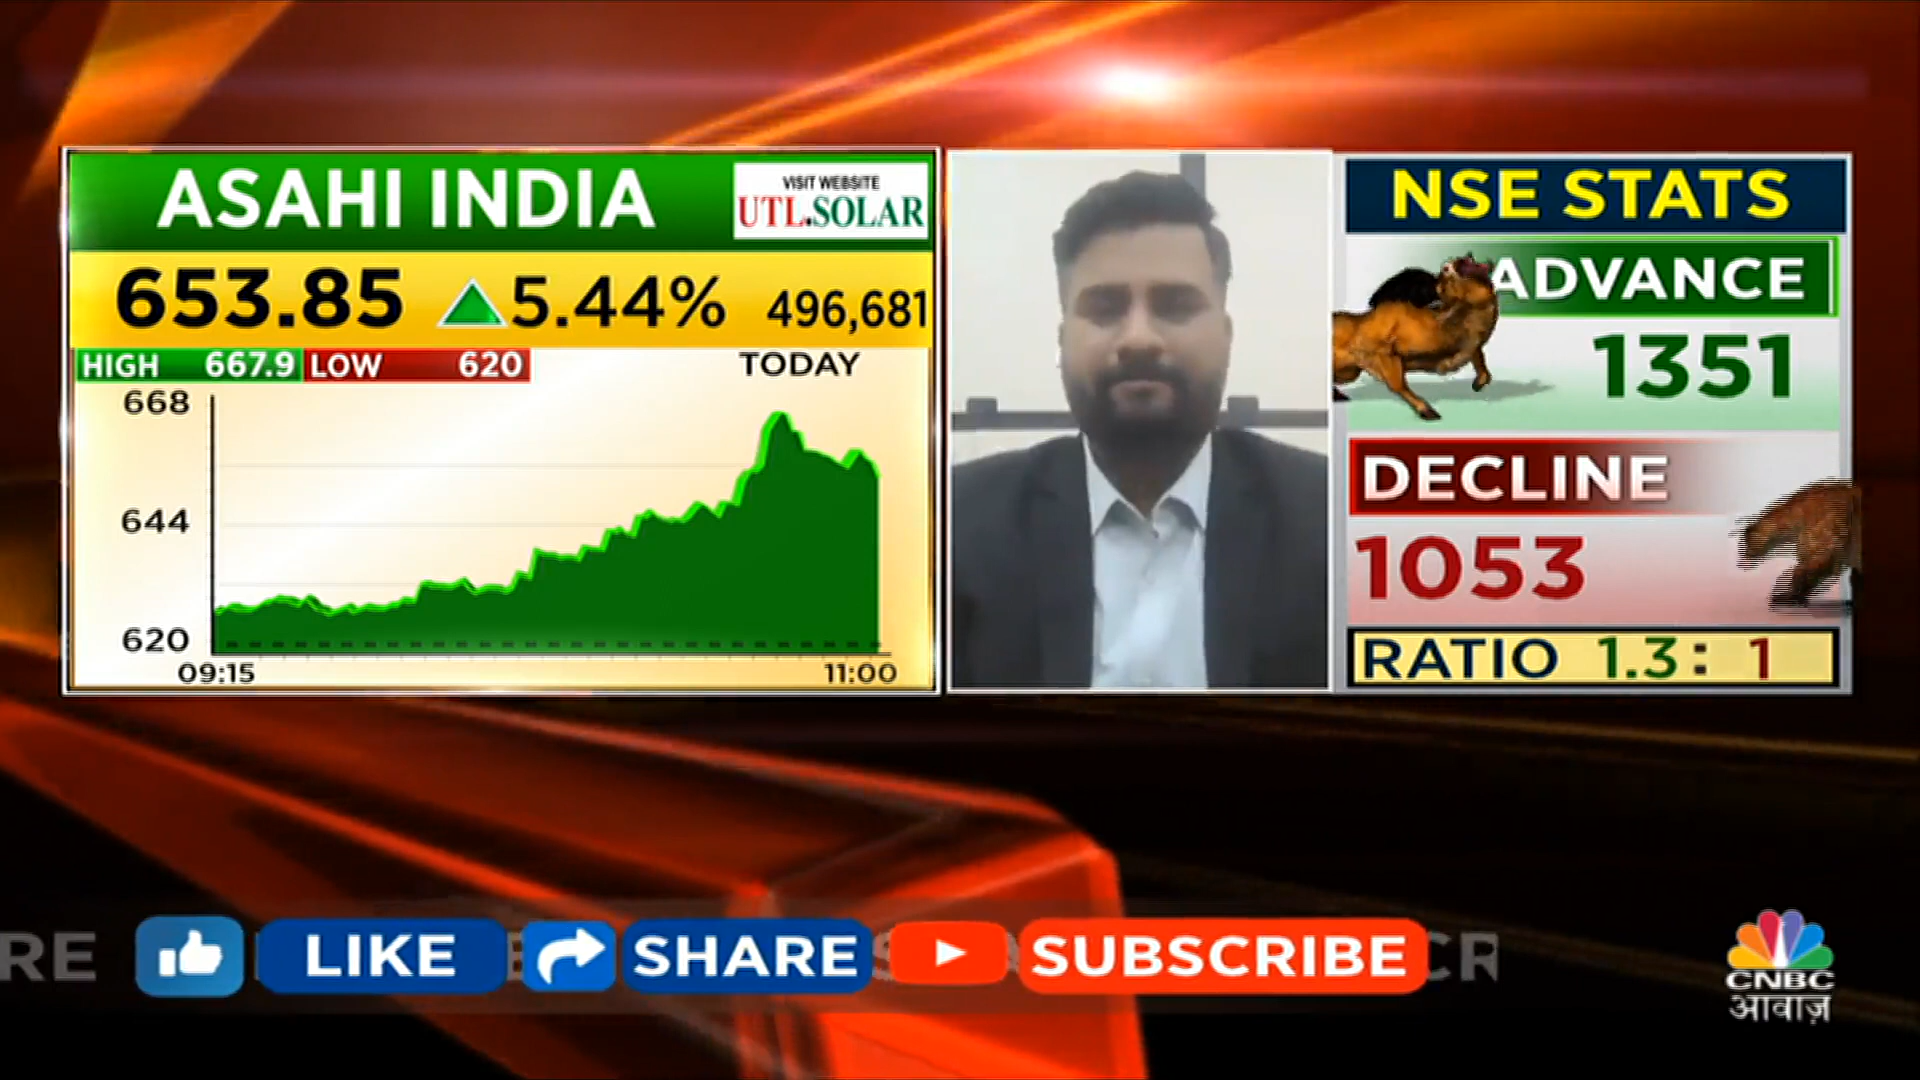 ASAHI INDIA
VISIT WEBSITE
UTL.SOLAR
653.85 5.44% 496,681
HIGH 667.9 LOW 620
TODAY
668
644
620
09:15 11:00
NSE STATS
ADVANCE
1351
DECLINE
1053
RATIO 1.3 : 1
RE LIKE SHARE SUBSCRIBE CR
CNBC
आवाज़